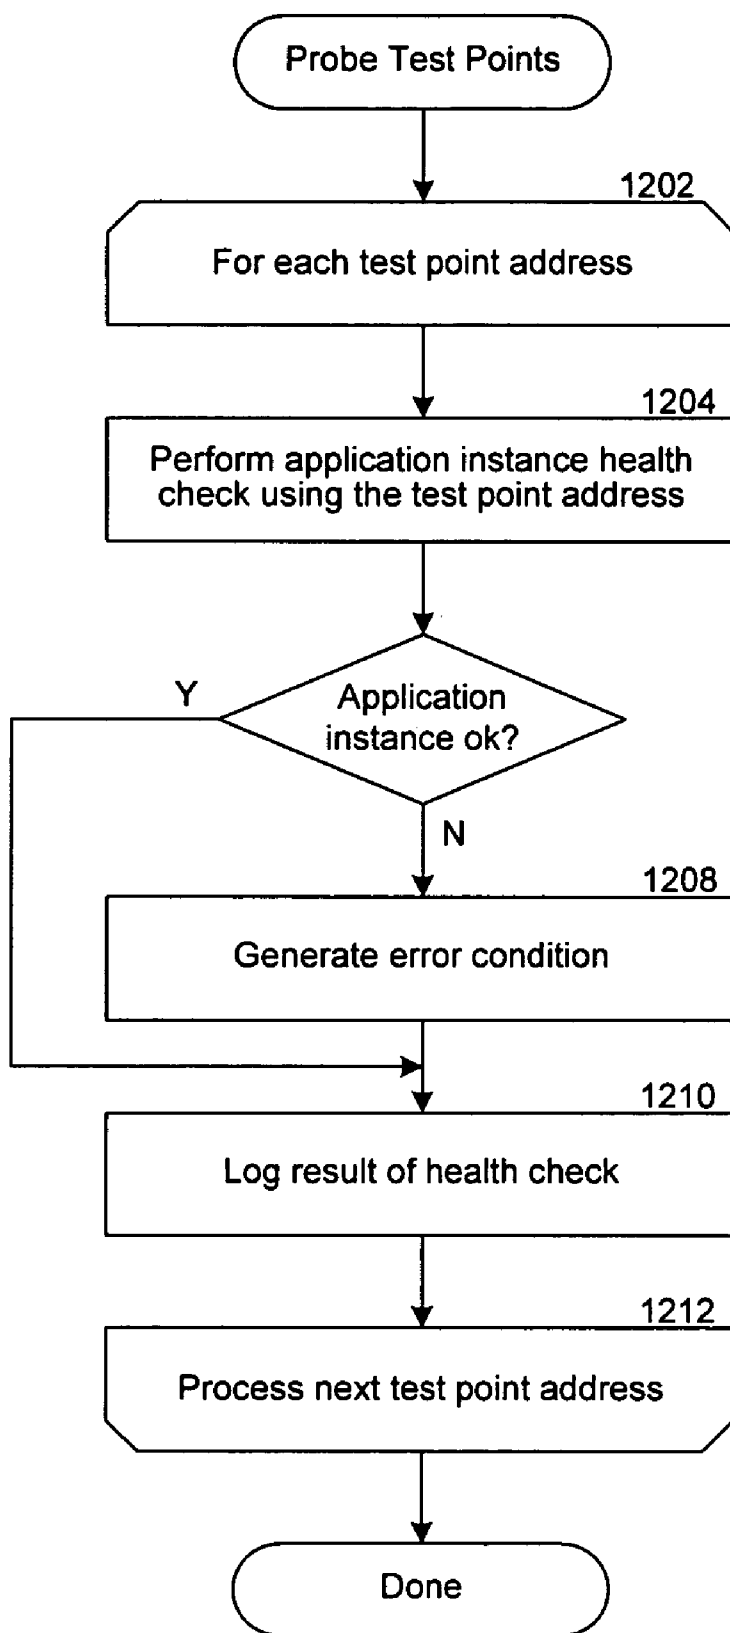 Probe Test Points
1202
For each test point address
1204
Perform application instance health
check using the test point address
Y
Application
instance ok?
N
1208
Generate error condition
1210
Log result of health check
1212
Process next test point address
Done